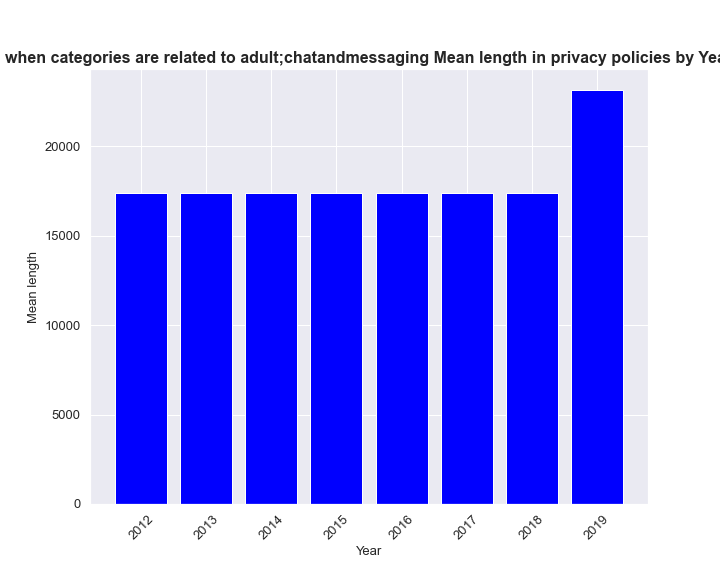 when categories are related to adult;chatandmessaging Mean length in privacy policies by Yea
20000
15000
10000
5000
0
Mean length
2012 2013 2014 2015 2016 2017 2018 2019
Year